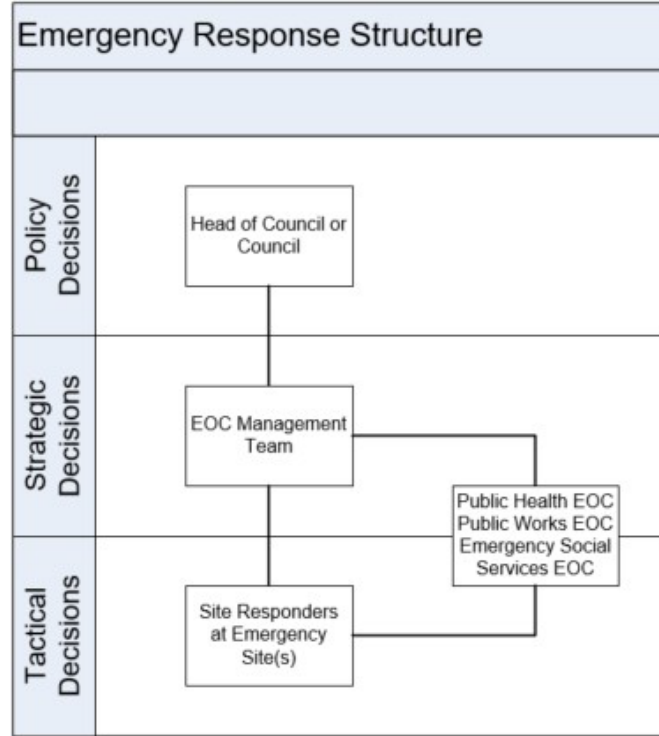 Emergency Response Structure
Policy
Decisions
Head of Council or
Council
Strategic
Decisions
EOC Management
Team
Public Health EOC
Public Works EOC
Emergency Social
Services EOC
Tactical
Decisions
Site Responders
at Emergency
Site(s)